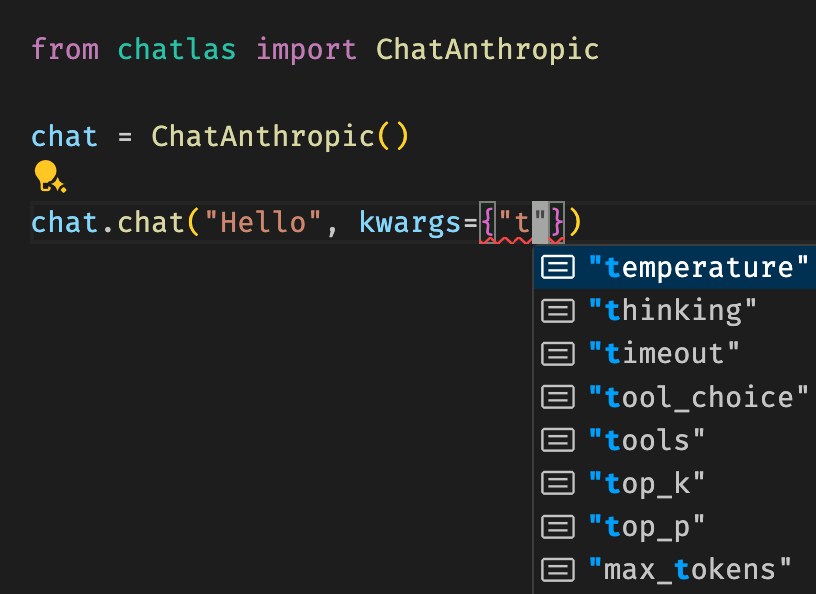 from chatlas import ChatAnthropic
chat = ChatAnthropic()
chat.chat("Hello", kwargs={"t"})
"temperature"
"thinking"
"timeout"
"tool_choice"
"tools"
"top_k"
"top_p"
"max_tokens"